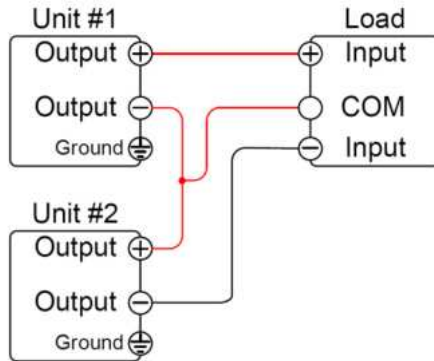 Unit #1
Output +
Output −
Ground
Load
+ Input
COM
− Input
Unit #2
Output +
Output −
Ground